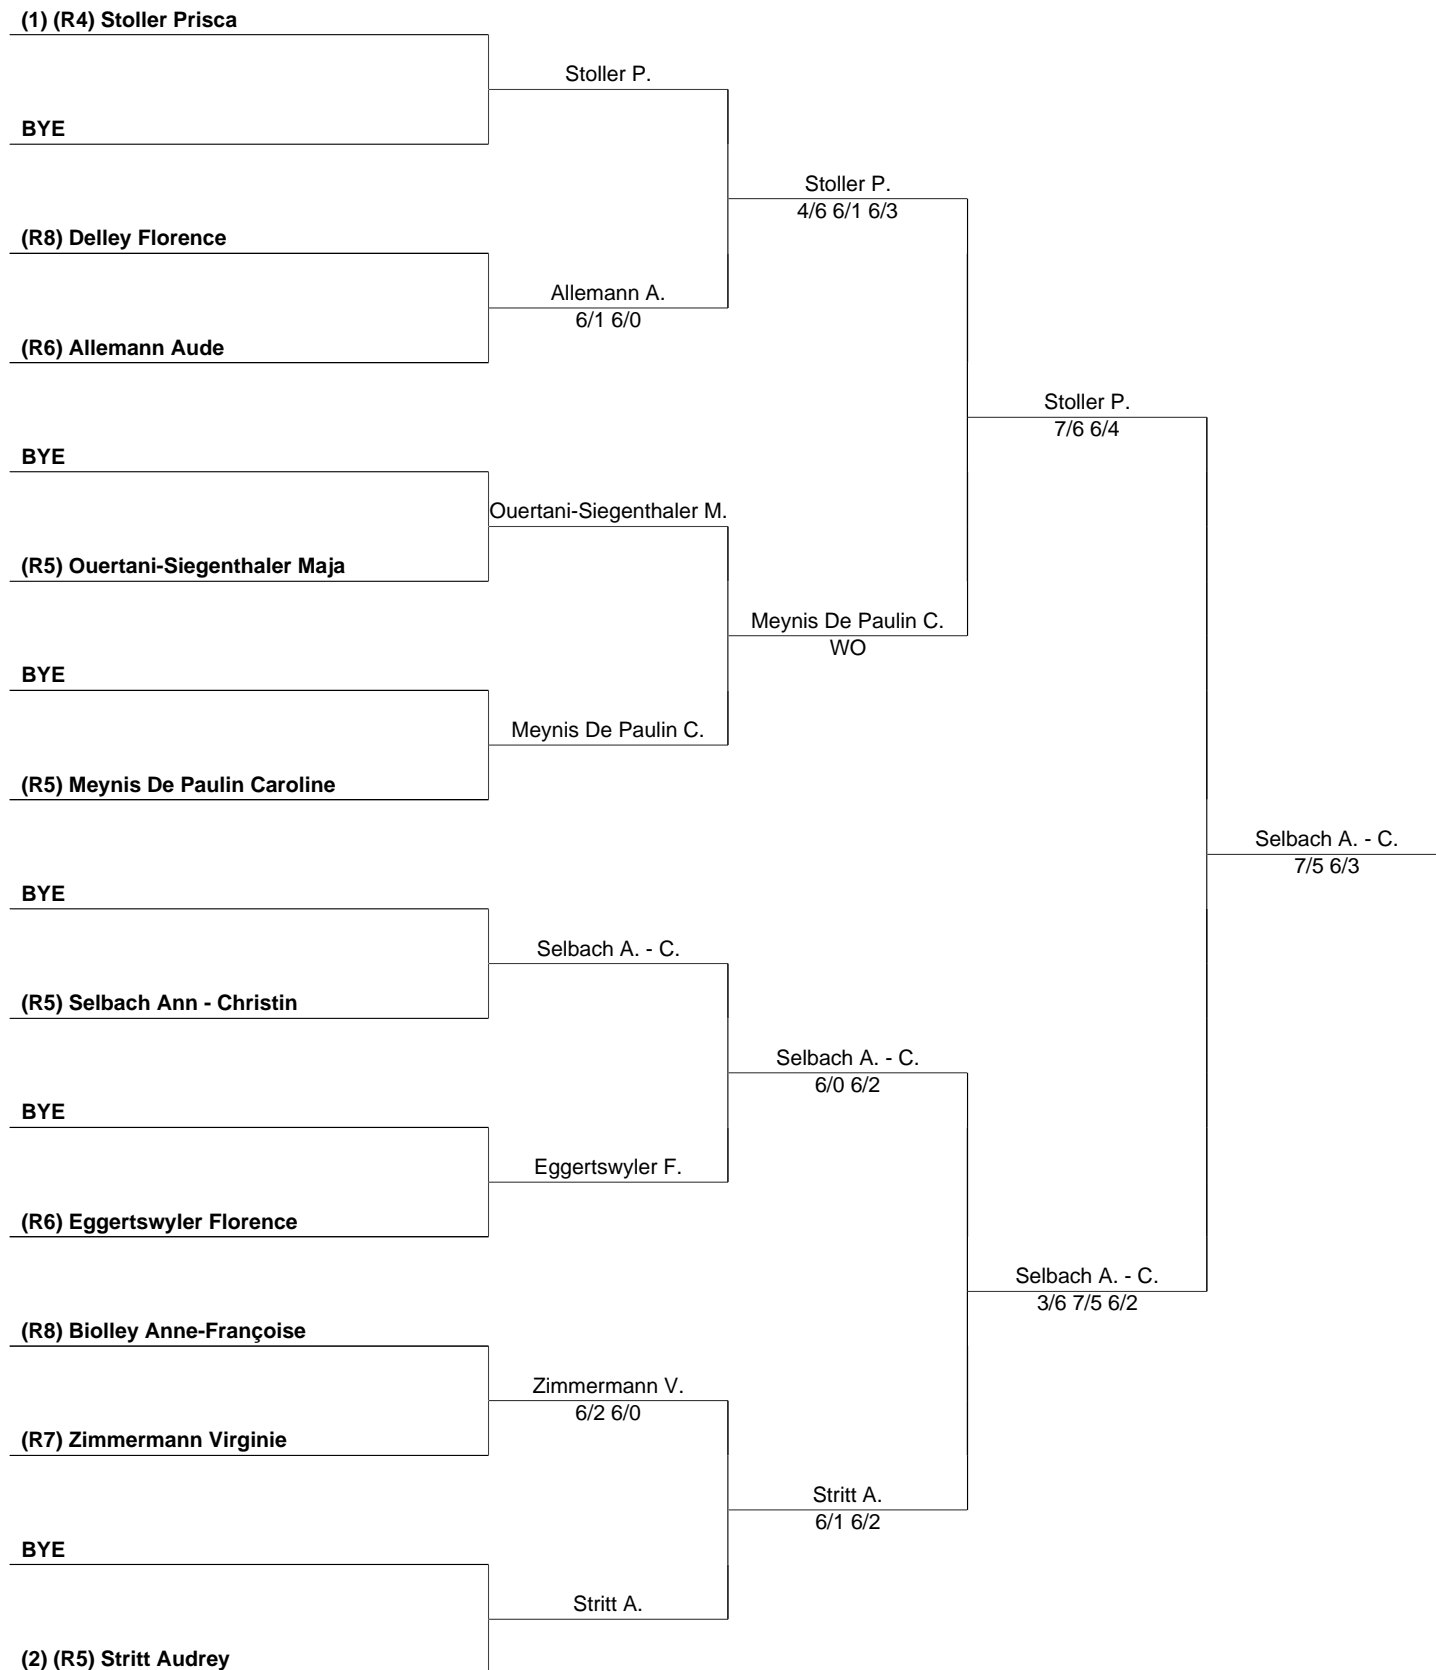 (1) (R4) Stoller Prisca
Stoller P.
BYE
Stoller P.
4/6 6/1 6/3
(R8) Delley Florence
Allemann A.
6/1 6/0
(R6) Allemann Aude
Stoller P.
7/6 6/4
BYE
Ouertani-Siegenthaler M.
(R5) Ouertani-Siegenthaler Maja
Meynis De Paulin C.
WO
BYE
Meynis De Paulin C.
(R5) Meynis De Paulin Caroline
Selbach A. - C.
7/5 6/3
BYE
Selbach A. - C.
(R5) Selbach Ann - Christin
Selbach A. - C.
6/0 6/2
BYE
Eggertswyler F.
(R6) Eggertswyler Florence
Selbach A. - C.
3/6 7/5 6/2
(R8) Biolley Anne-Françoise
Zimmermann V.
6/2 6/0
(R7) Zimmermann Virginie
Stritt A.
6/1 6/2
BYE
Stritt A.
(2) (R5) Stritt Audrey